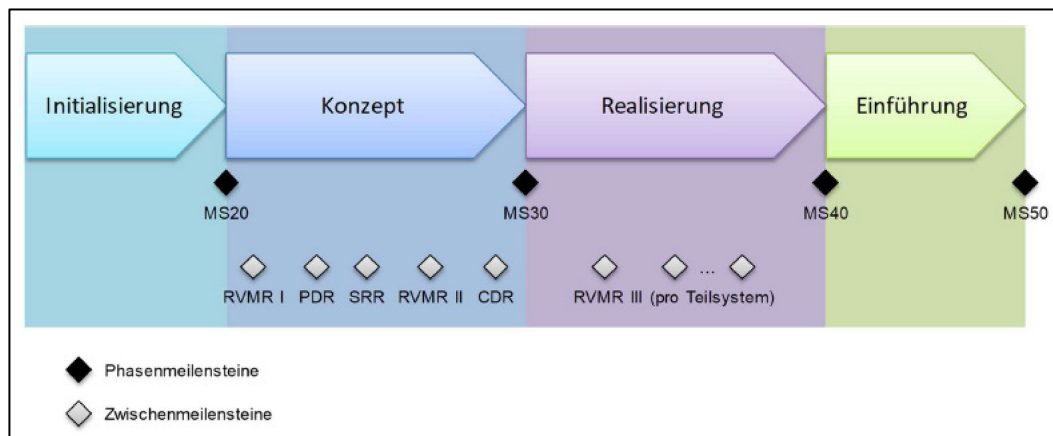 Initialisierung Konzept Realisierung Einführung
MS20 MS30 MS40 MS50
...
RVMR I PDR SRR RVMR II CDR RVMR III (pro Teilsystem)
Phasenmeilensteine
Zwischenmeilensteine